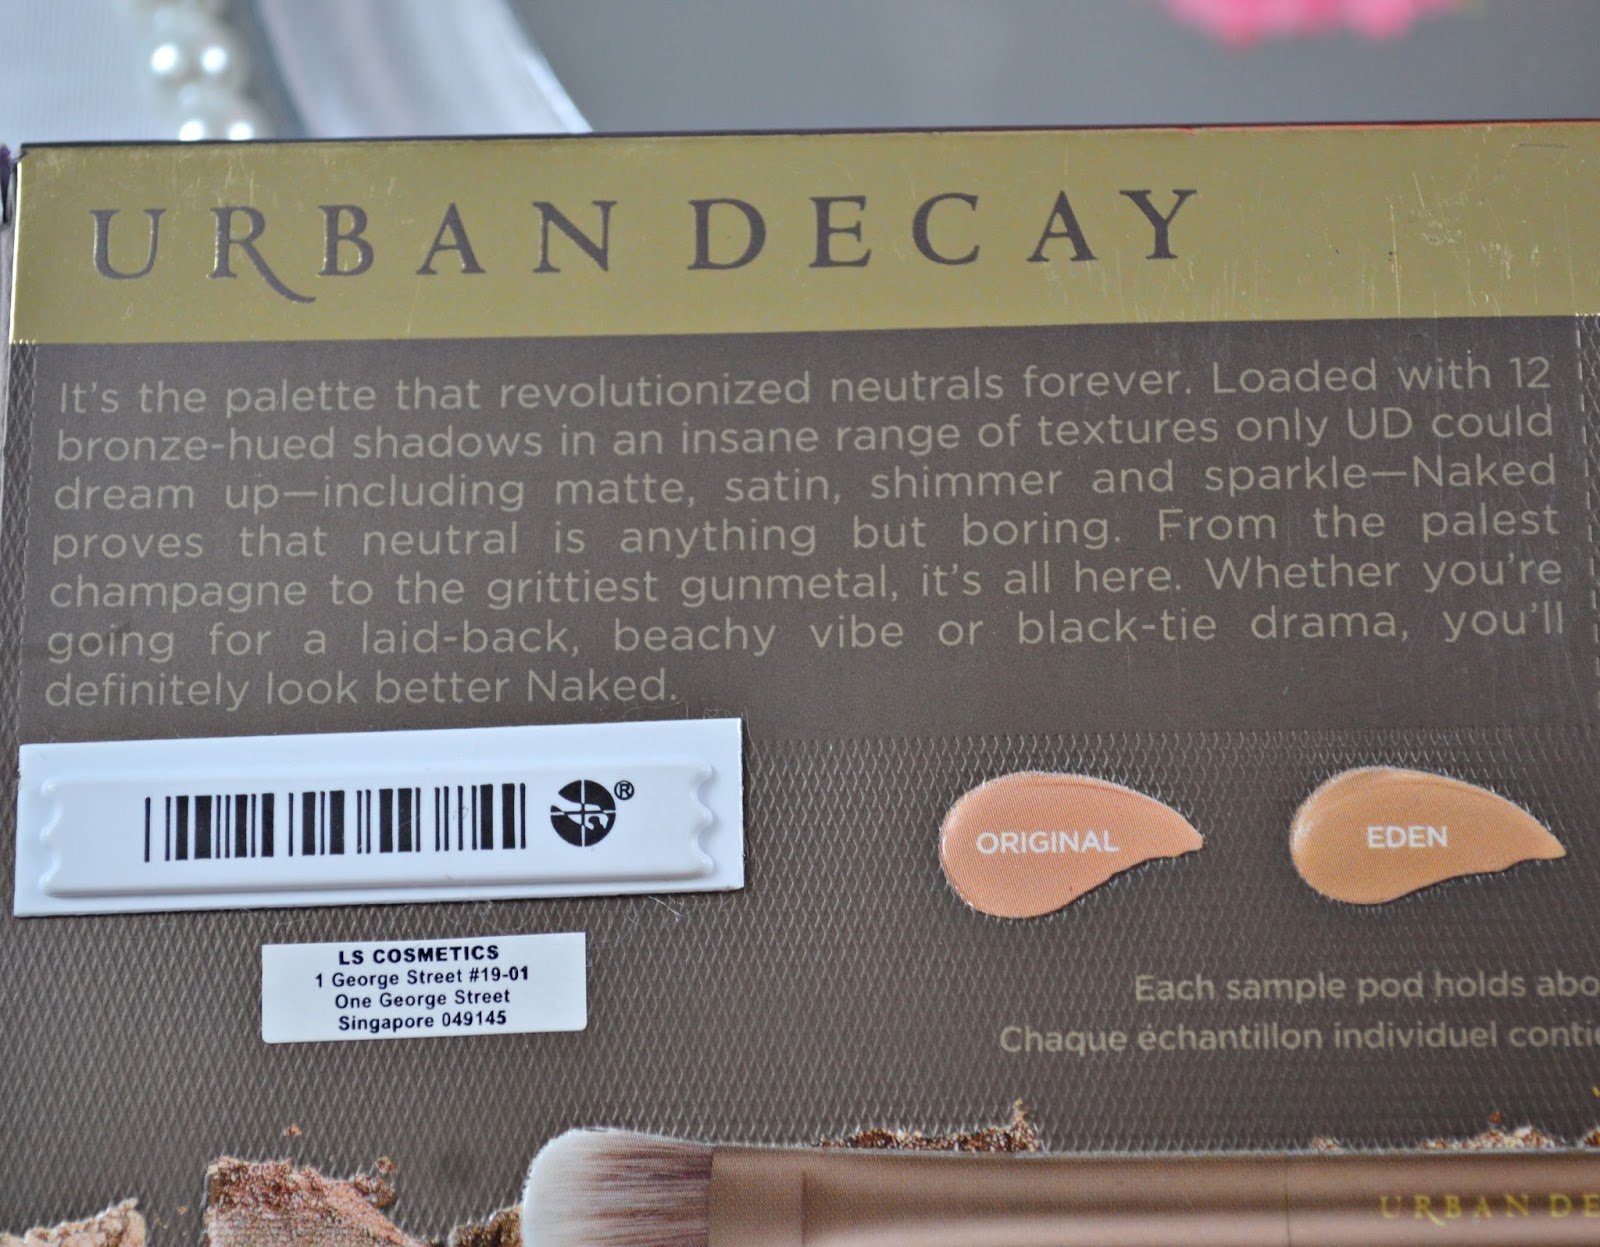 URBAN DECAY
It's the palette that revolutionized neutrals forever. Loaded with 12
bronze-hued shadows in an insane range of textures only UD could
dream up—including matte, satin, shimmer and sparkle—Naked
proves that neutral is anything but boring. From the palest
champagne to the grittiest gunmetal, it's all here. Whether you're
going for a laid-back, beachy vibe or black-tie drama, you'll
definitely look better Naked.
®
ORIGINAL
EDEN
LS COSMETICS
1 George Street #19-01
One George Street
Singapore 049145
Each sample pod holds abo
Chaque échantillon individuel conti
URBAN DE